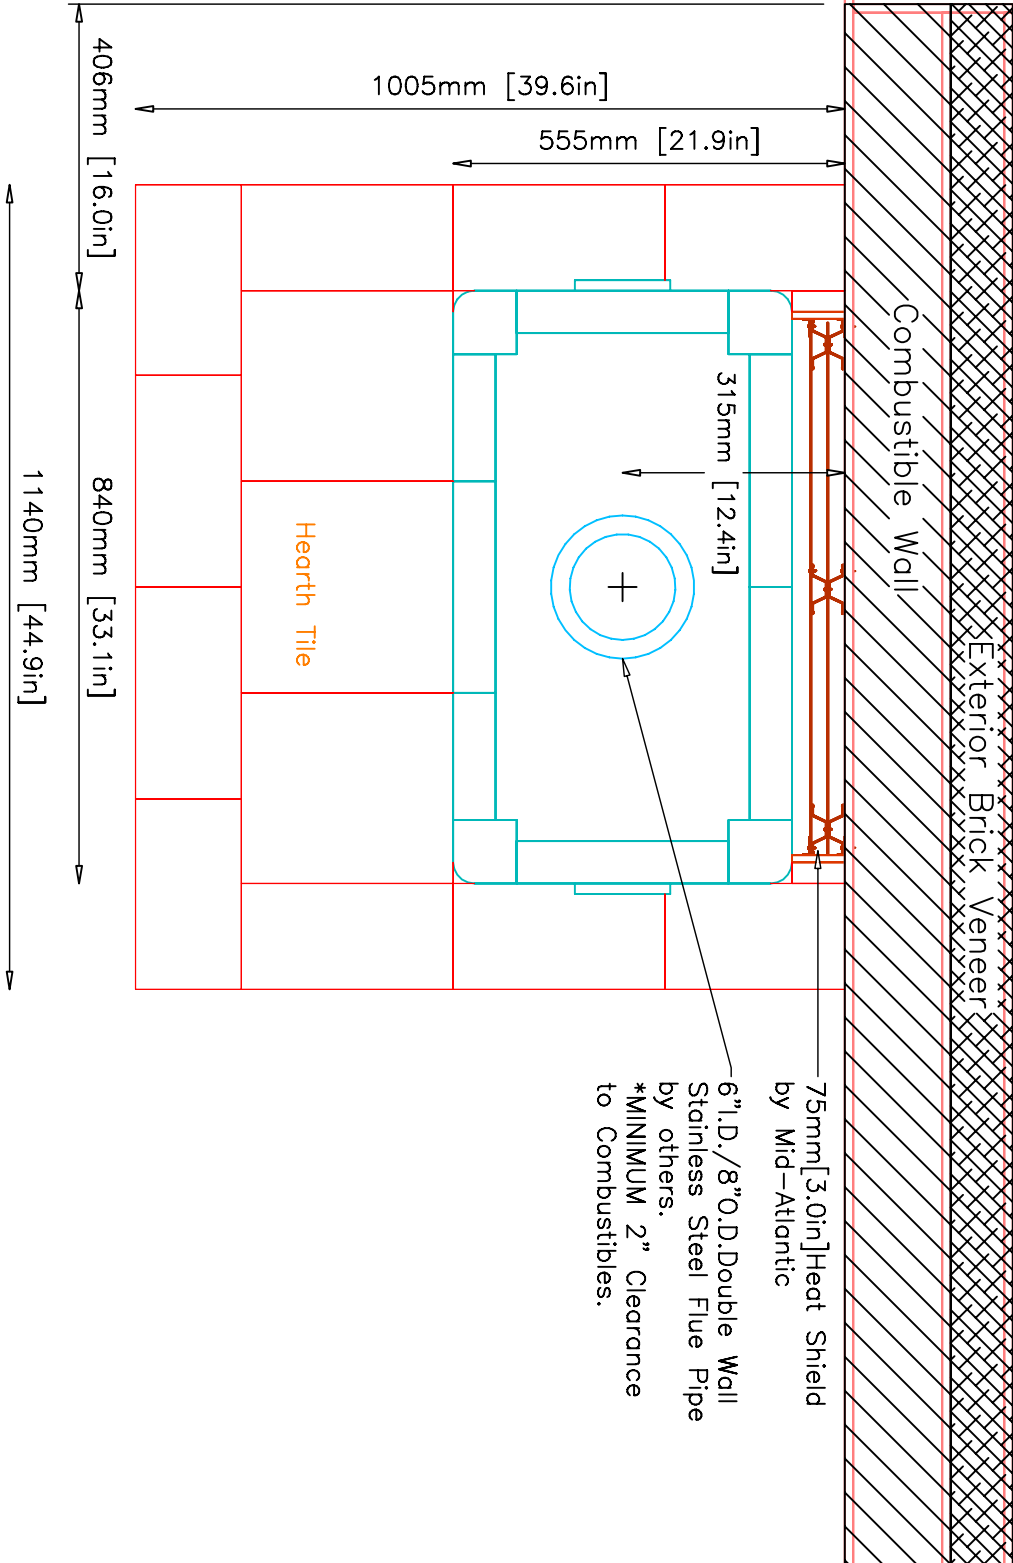 Exterior Brick Veneer
Combustible Wall
1005mm [39.6in]
555mm [21.9in]
406mm [16.0in]
315mm [12.4in]
840mm [33.1in]
1140mm [44.9in]
Hearth Tile
75mm[3.0in]Heat Shield
by Mid-Atlantic
6"I.D./8"O.D.Double Wall
Stainless Steel Flue Pipe
by others.
*MINIMUM 2" Clearance
to Combustibles.